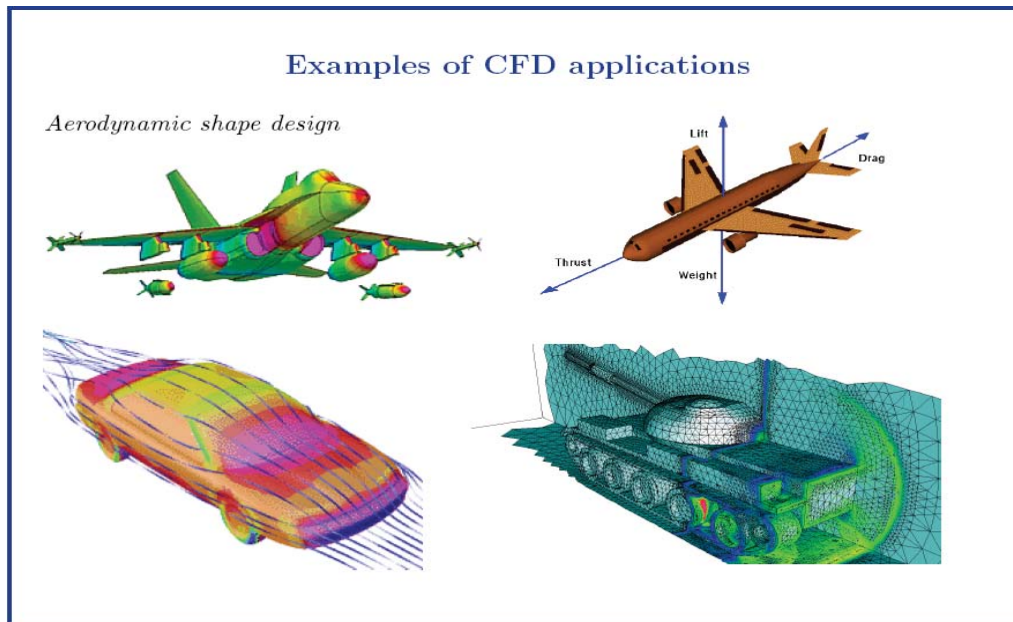 Examples of CFD applications
Aerodynamic shape design
Lift
Drag
Thrust
Weight